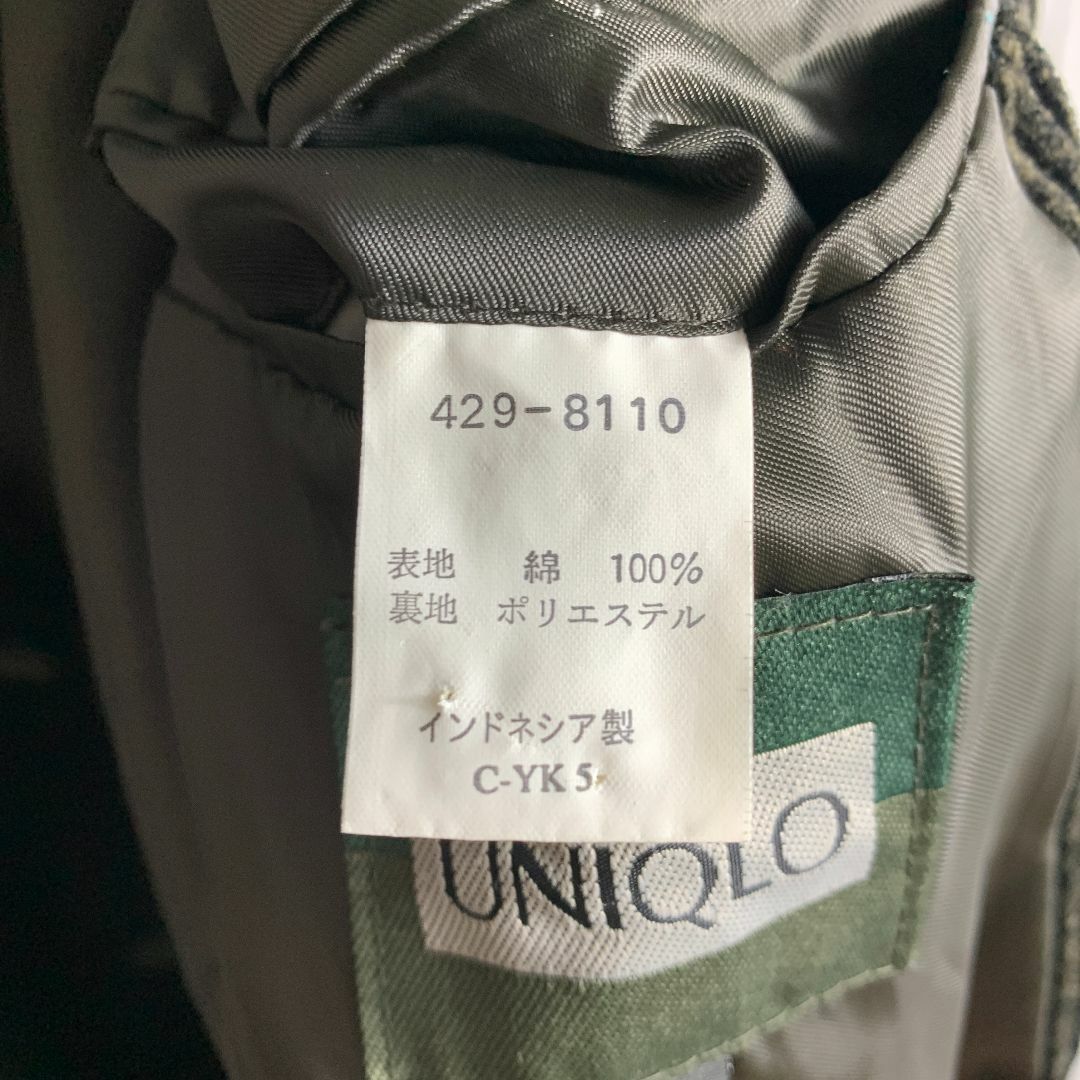 429-8110
表地 綿 100%
裏地 ポリエステル
インドネシア製
C-YK 5
UNIQLO